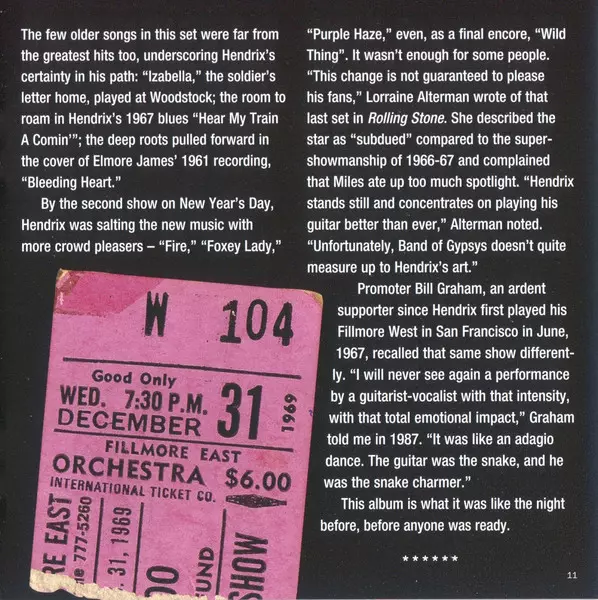 The few older songs in this set were far from
the greatest hits too, underscoring Hendrix’s
certainty in his path: “Izabella,” the soldier’s
letter home, played at Woodstock; the room to
roam in Hendrix’s 1967 blues “Hear My Train
A Comin’”; the deep roots pulled forward in
the cover of Elmore James’ 1961 recording,
“Bleeding Heart.”
By the second show on New Year’s Day,
Hendrix was salting the new music with
more crowd pleasers – “Fire,” “Foxey Lady,”
“Purple Haze,” even, as a final encore, “Wild
Thing”. It wasn’t enough for some people.
“This change is not guaranteed to please
his fans,” Lorraine Alterman wrote of that
last set in Rolling Stone. She described the
star as “subdued” compared to the super-
showmanship of 1966-67 and complained
that Miles ate up too much spotlight. “Hendrix
stands still and concentrates on playing his
guitar better than ever,” Alterman noted.
“Unfortunately, Band of Gypsys doesn’t quite
measure up to Hendrix’s art.”
Promoter Bill Graham, an ardent
supporter since Hendrix first played his
Fillmore West in San Francisco in June,
1967, recalled that same show different-
ly. “I will never see again a performance
by a guitarist-vocalist with that intensity,
with that total emotional impact,” Graham
told me in 1987. “It was like an adagio
dance. The guitar was the snake, and he
was the snake charmer.”
This album is what it was like the night
before, before anyone was ready.
******
W 104
Good Only
WED. 7:30 P.M.
DECEMBER 31 1969
FILLMORE EAST
ORCHESTRA $6.00
INTERNATIONAL TICKET CO.
RE EAST
ne 777-5260
. 31, 1969
00
FUND
SHOW
11